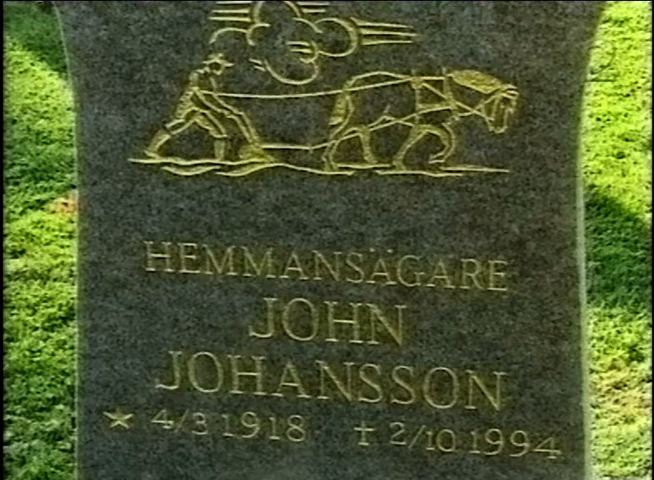 HEMMANSÄGARE
JOHN
JOHANSSON
★ 4/3 1918 † 2/10 1994